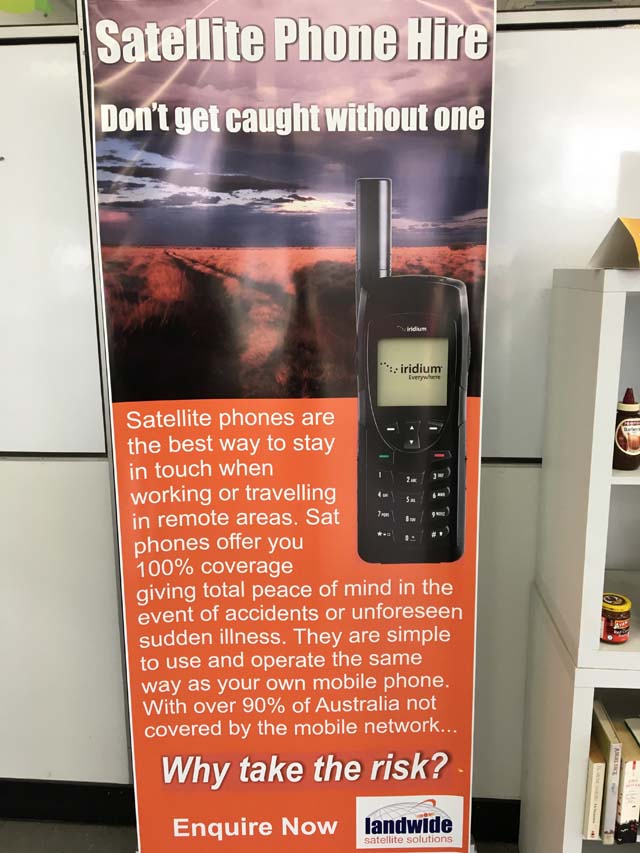 Satellite Phone Hire
Don't get caught without one
iridium
iridium
Everywhere
Satellite phones are
the best way to stay
in touch when
working or travelling
in remote areas. Sat
phones offer you
100% coverage
giving total peace of mind in the
event of accidents or unforeseen
sudden illness. They are simple
to use and operate the same
way as your own mobile phone.
With over 90% of Australia not
covered by the mobile network...
Why take the risk?
Enquire Now
landwide
satellite solutions